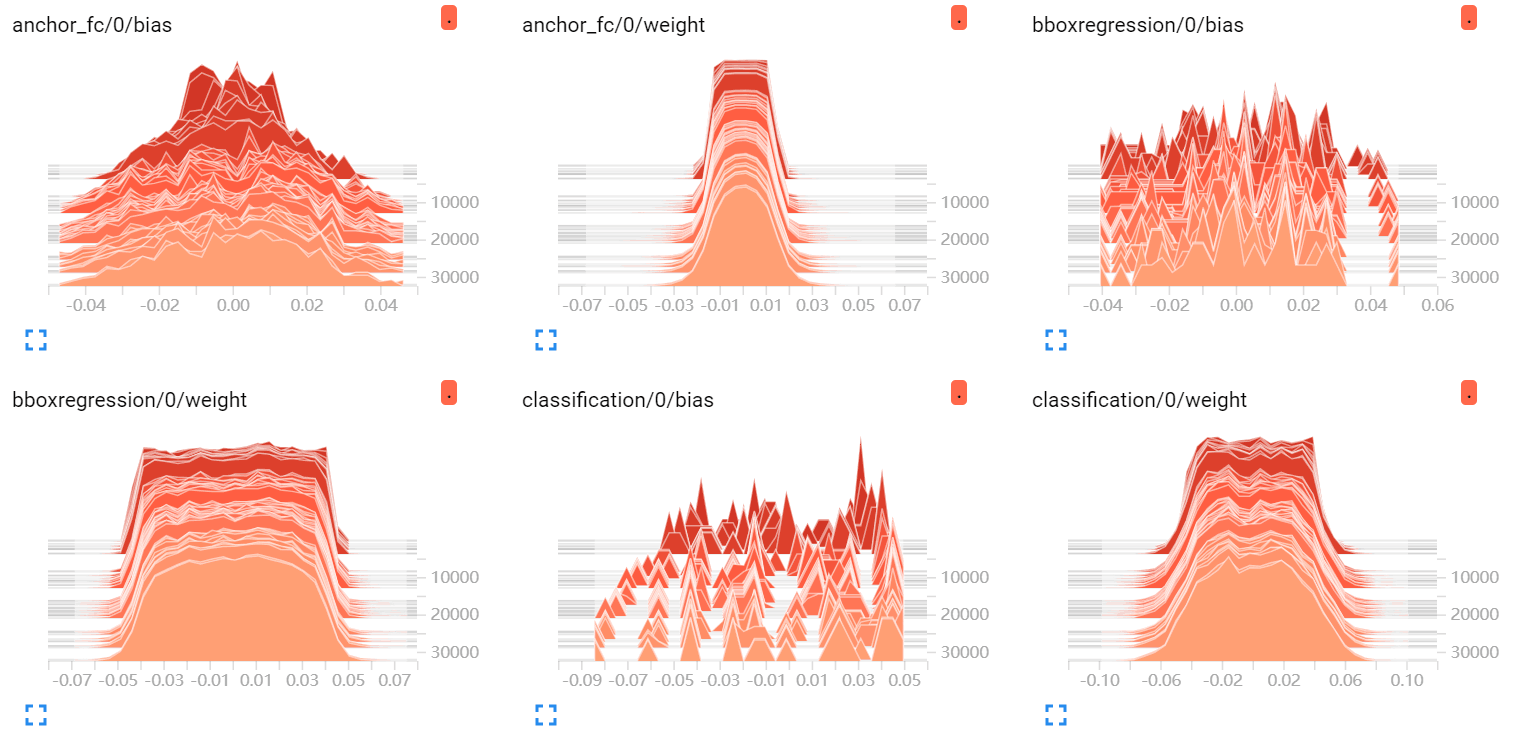 anchor_fc/0/bias
.
anchor_fc/0/weight
.
bboxregression/0/bias
.
10000
20000
30000
-0.04 -0.02 0.00 0.02 0.04
10000
20000
30000
-0.07 -0.05 -0.03 -0.01 0.01 0.03 0.05 0.07
10000
20000
30000
-0.04 -0.02 0.00 0.02 0.04 0.06
bboxregression/0/weight
.
classification/0/bias
.
classification/0/weight
.
10000
20000
30000
-0.07 -0.05 -0.03 -0.01 0.01 0.03 0.05 0.07
10000
20000
30000
-0.09 -0.07 -0.05 -0.03 -0.01 0.01 0.03 0.05
10000
20000
30000
-0.10 -0.06 -0.02 0.02 0.06 0.10